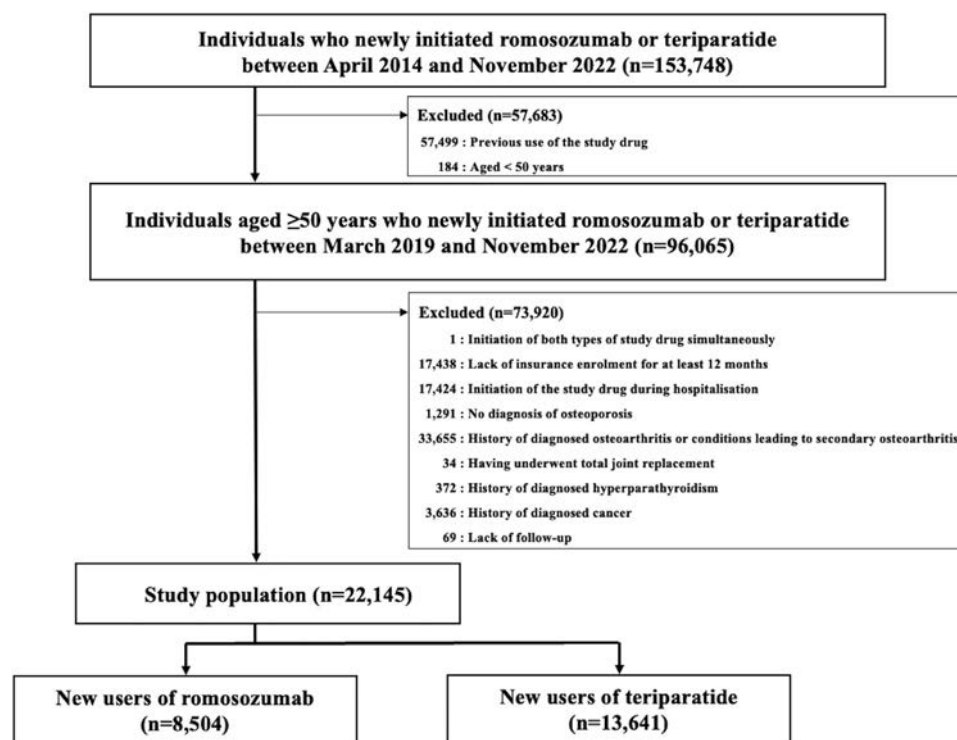 Individuals who newly initiated romosozumab or teriparatide
between April 2014 and November 2022 (n=153,748)
Excluded (n=57,683)
57,499 : Previous use of the study drug
184 : Aged < 50 years
Individuals aged ≥50 years who newly initiated romosozumab or teriparatide
between March 2019 and November 2022 (n=96,065)
Excluded (n=73,920)
1 : Initiation of both types of study drug simultaneously
17,438 : Lack of insurance enrolment for at least 12 months
17,424 : Initiation of the study drug during hospitalisation
1,291 : No diagnosis of osteoporosis
33,655 : History of diagnosed osteoarthritis or conditions leading to secondary osteoarthritis
34 : Having underwent total joint replacement
372 : History of diagnosed hyperparathyroidism
3,636 : History of diagnosed cancer
69 : Lack of follow-up
Study population (n=22,145)
New users of romosozumab
(n=8,504)
New users of teriparatide
(n=13,641)